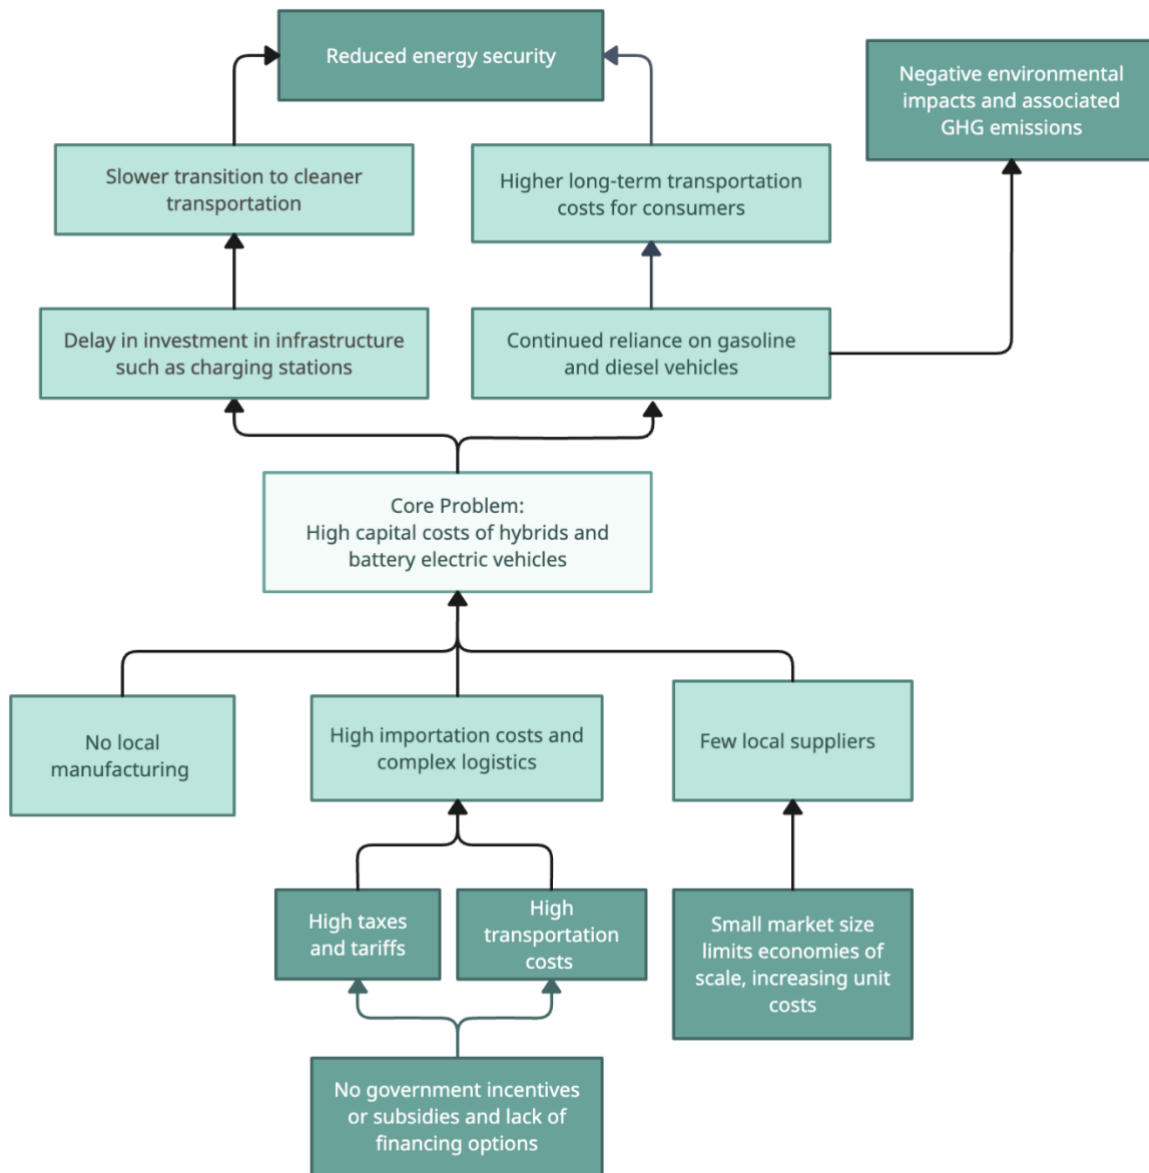 Reduced energy security
Negative environmental
impacts and associated
GHG emissions
Slower transition to cleaner
transportation
Higher long-term transportation
costs for consumers
Delay in investment in infrastructure
such as charging stations
Continued reliance on gasoline
and diesel vehicles
Core Problem:
High capital costs of hybrids and
battery electric vehicles
No local
manufacturing
High importation costs and
complex logistics
Few local suppliers
High taxes
and tariffs
High
transportation
costs
Small market size
limits economies of
scale, increasing unit
costs
No government incentives
or subsidies and lack of
financing options